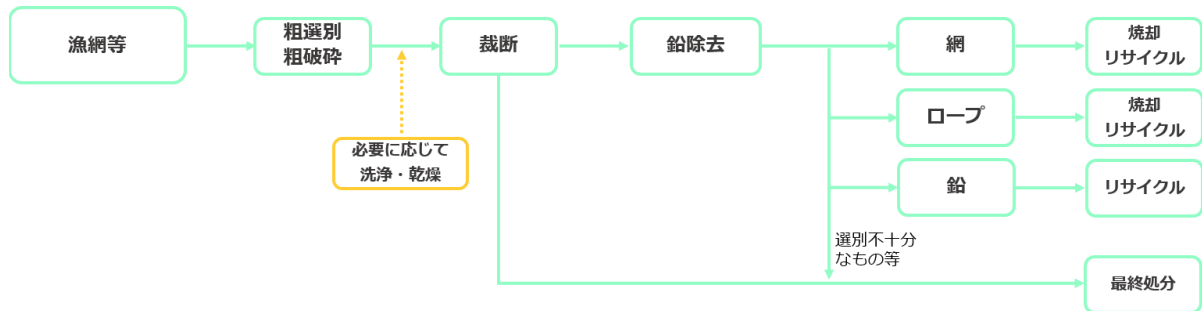 漁網等
粗選別
粗破砕
裁断
鉛除去
網
焼却
リサイクル
ロープ
焼却
リサイクル
必要に応じて
洗浄・乾燥
鉛
リサイクル
選別不十分
なもの等
最終処分